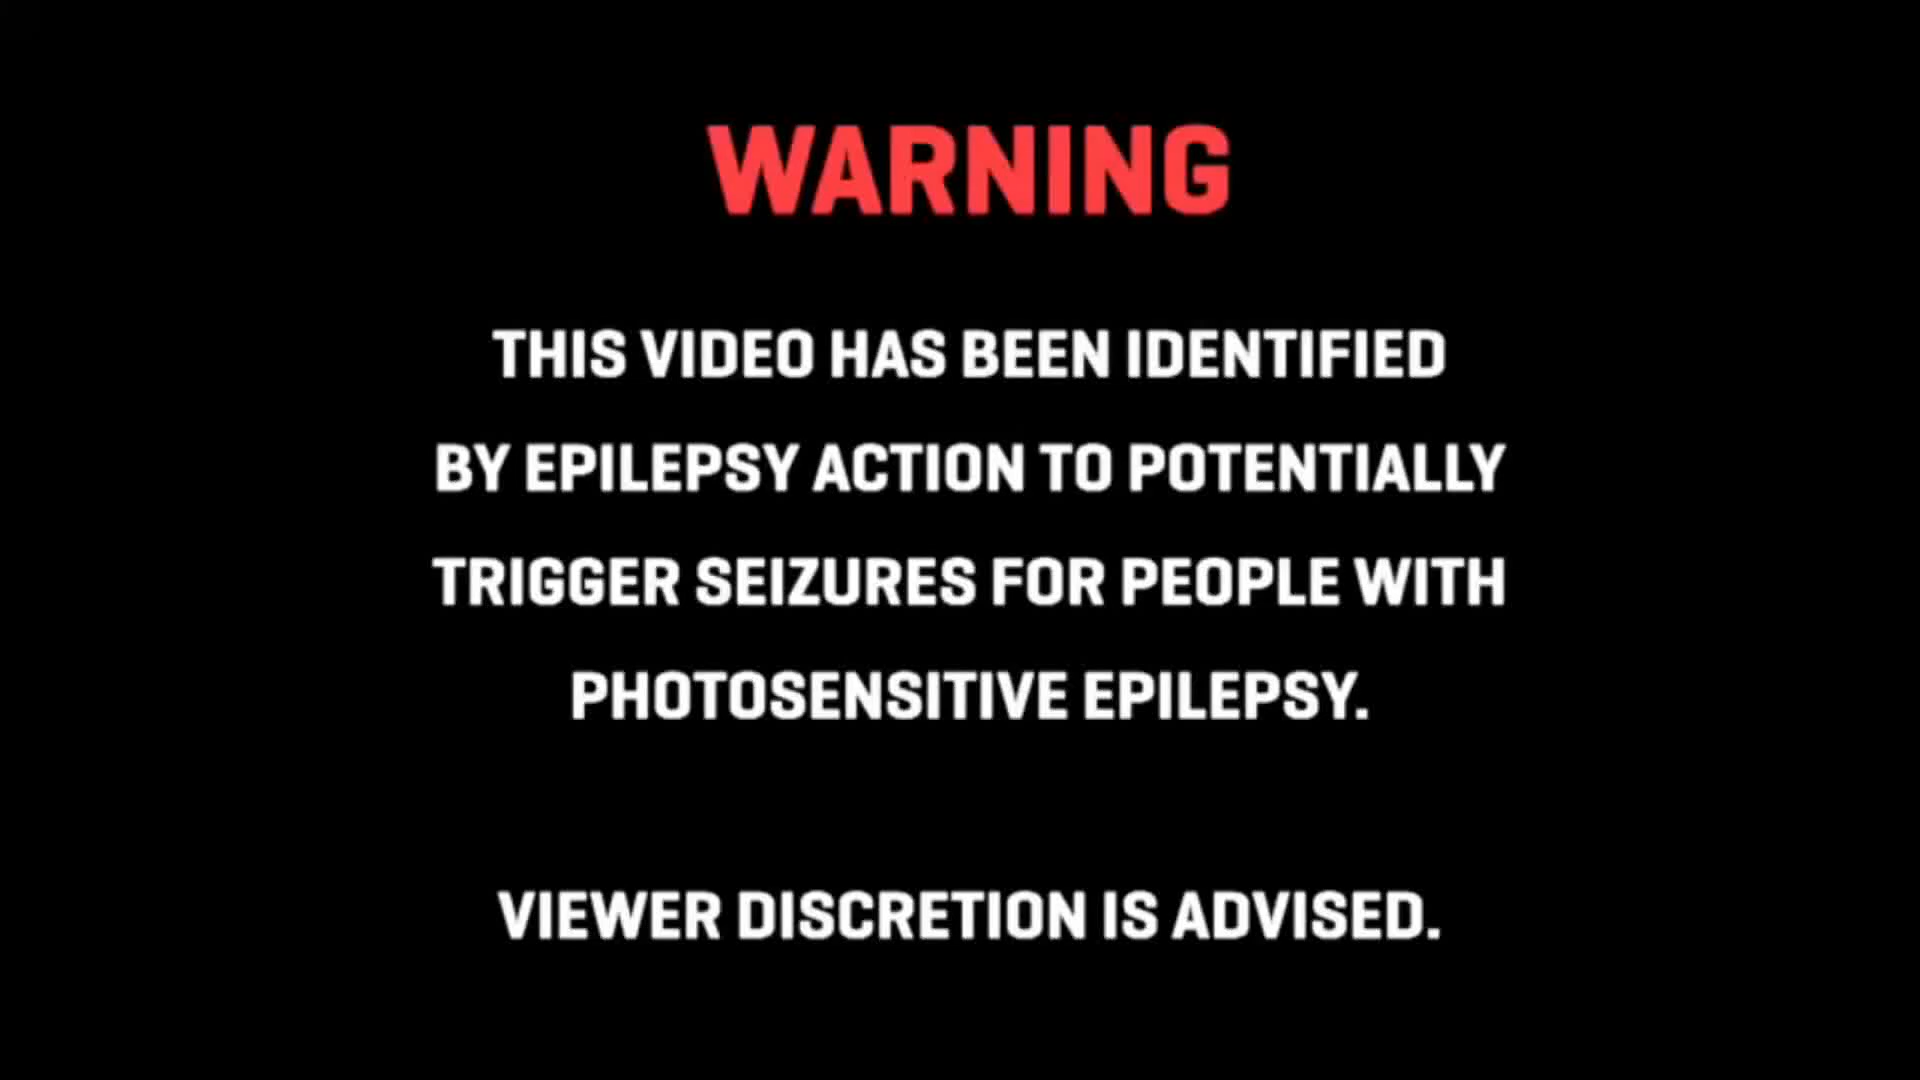 WARNING
THIS VIDEO HAS BEEN IDENTIFIED
BY EPILEPSY ACTION TO POTENTIALLY
TRIGGER SEIZURES FOR PEOPLE WITH
PHOTOSENSITIVE EPILEPSY.
VIEWER DISCRETION IS ADVISED.